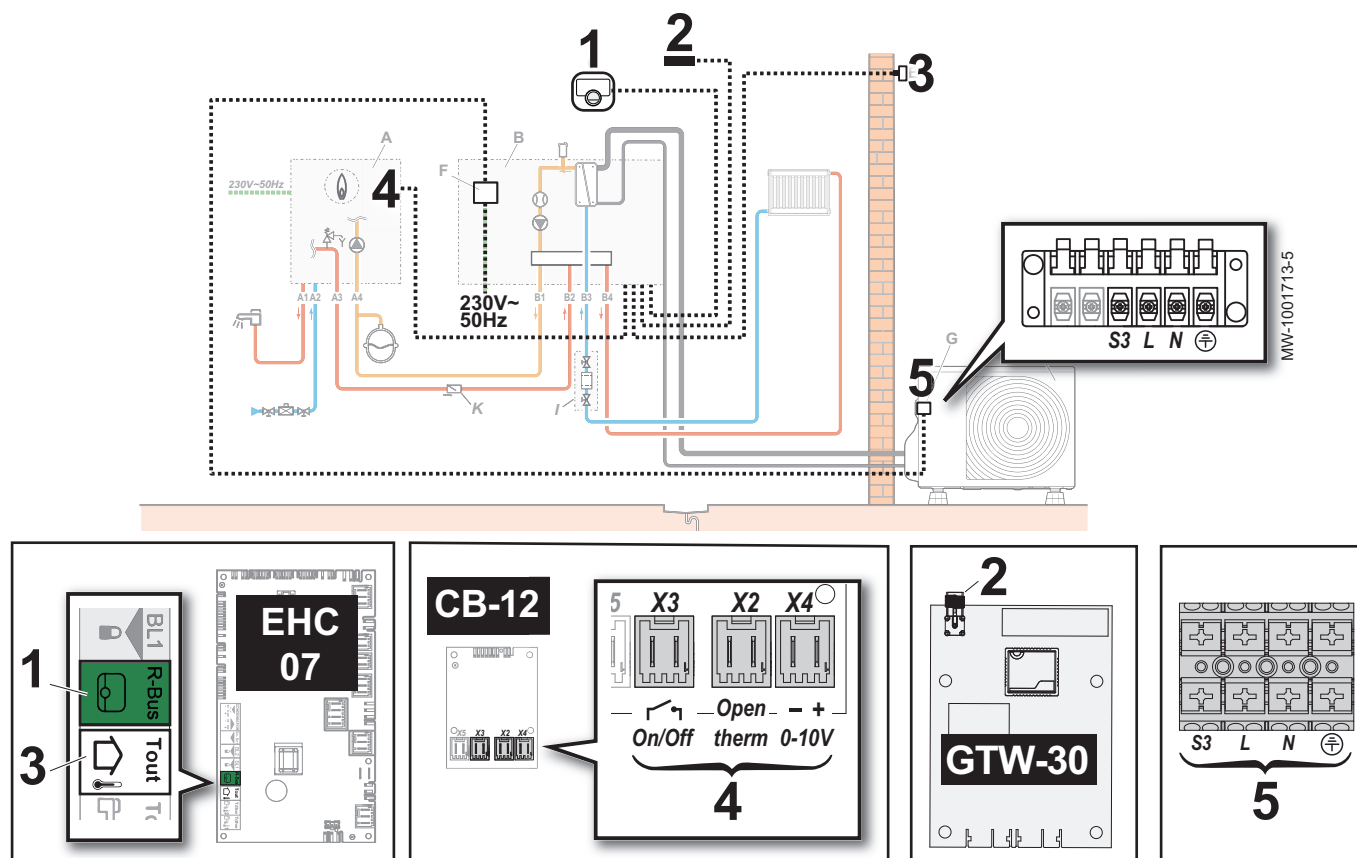 1
2
3
E
A
B
F
4
230V~50Hz
A1 A2 A3 A4
B1 B2 B3 B4
230V~
50Hz
K
I
5
G
S3 L N
MW-1001713-5
1
3
BL1
R-Bus
Tout
EHC
07
CB-12
X5 X3 X2 X4
5 X3 X2 X4
On/Off
Open
therm
- +
0-10V
4
2
GTW-30
S3 L N
5